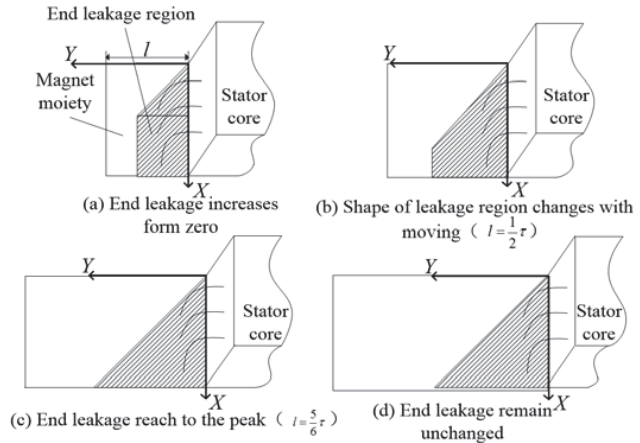 End leakage region
Y
l
Magnet
moiety
Stator
core
X
(a) End leakage increases
form zero
Y
Stator
core
X
(b) Shape of leakage region changes with
moving ( l=1/2 τ )
Y
Stator
core
X
(c) End leakage reach to the peak ( l=5/6 τ )
Y
Stator
core
X
(d) End leakage remain
unchanged